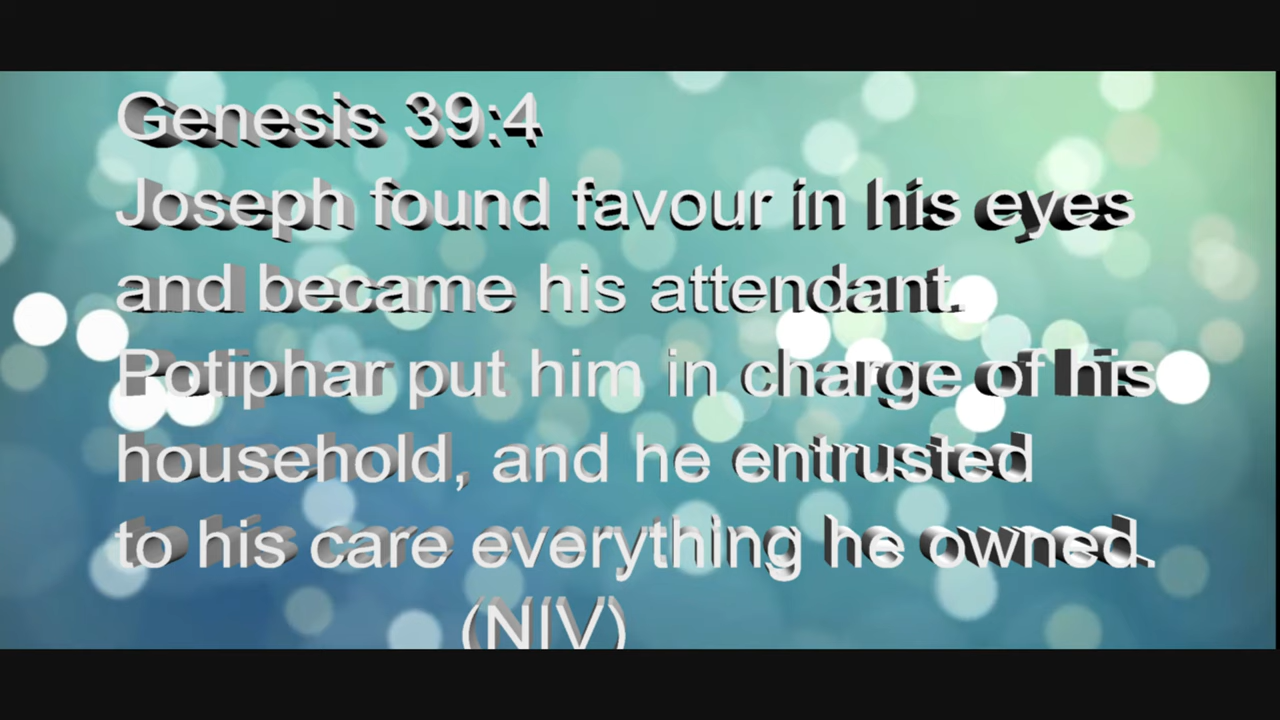 Genesis 39:4
Joseph found favour in his eyes
and became his attendant.
Potiphar put him in charge of his
household, and he entrusted
to his care everything he owned.
(NIV)